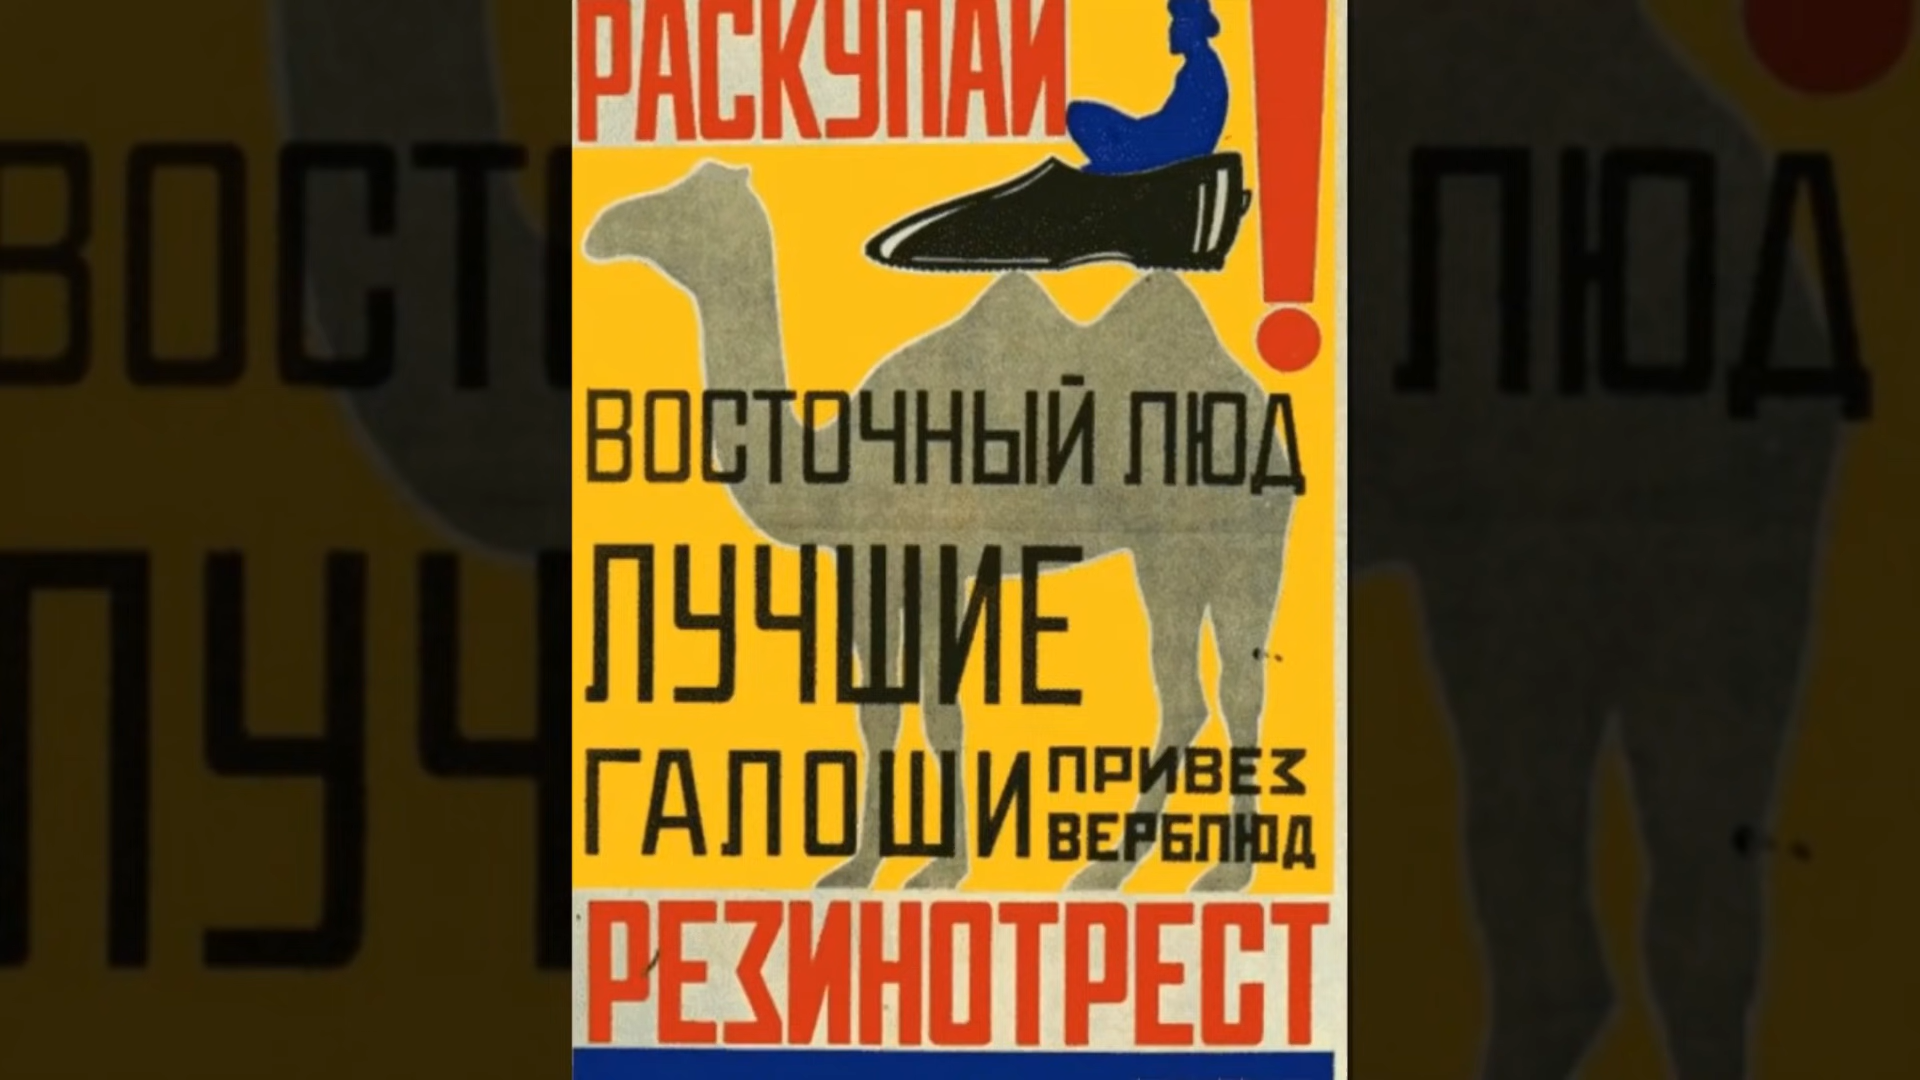 РАСКУПАЙ!
ВОСТОЧНЫЙ ЛЮД
ЛУЧШИЕ
ГАЛОШИ ПРИВЕЗ
ВЕРБЛЮД
РЕЗИНОТРЕСТ